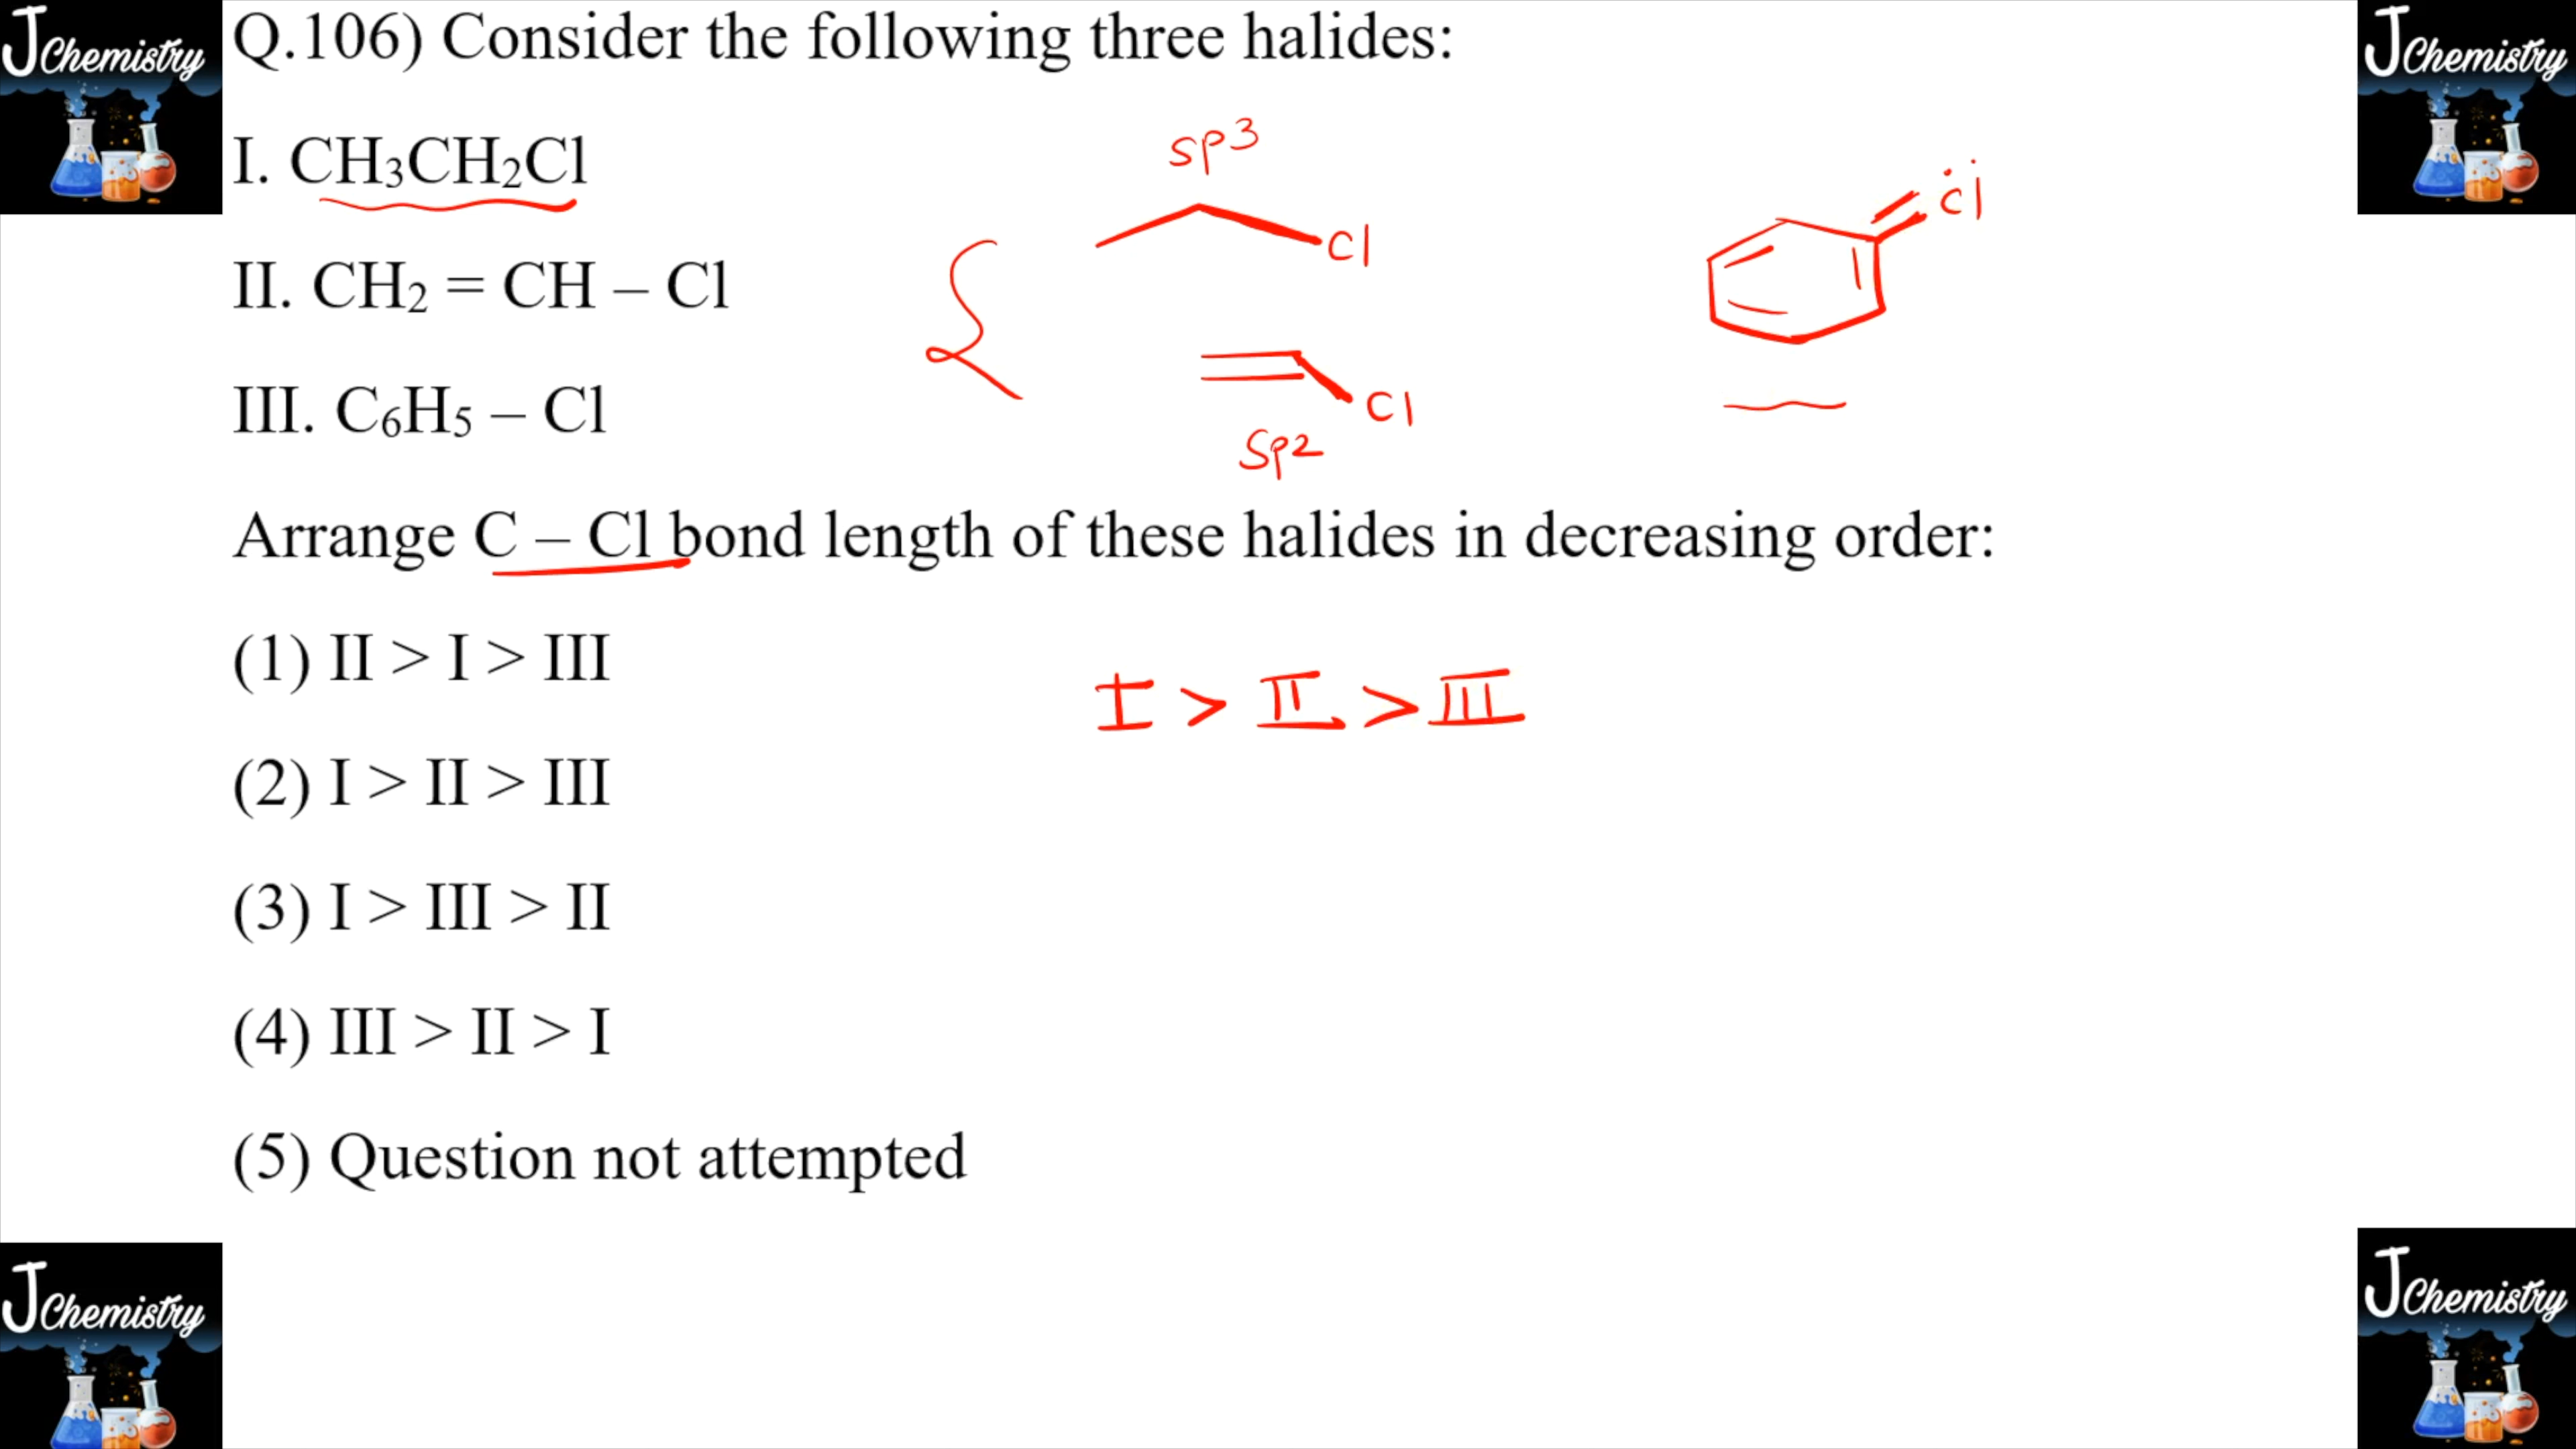 JChemistry
JChemistry
Q.106) Consider the following three halides:
I. CH₃CH₂Cl
II. CH₂ = CH – Cl
III. C₆H₅ – Cl
sp3
Cl
Cl
sp2
Cl
Arrange C – Cl bond length of these halides in decreasing order:
(1) II > I > III
(2) I > II > III
(3) I > III > II
(4) III > II > I
(5) Question not attempted
I > II > III
JChemistry
JChemistry